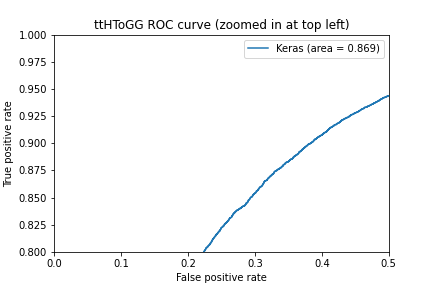 ttHToGG ROC curve (zoomed in at top left)
Keras (area = 0.869)
True positive rate
1.000
0.975
0.950
0.925
0.900
0.875
0.850
0.825
0.800
0.0 0.1 0.2 0.3 0.4 0.5
False positive rate